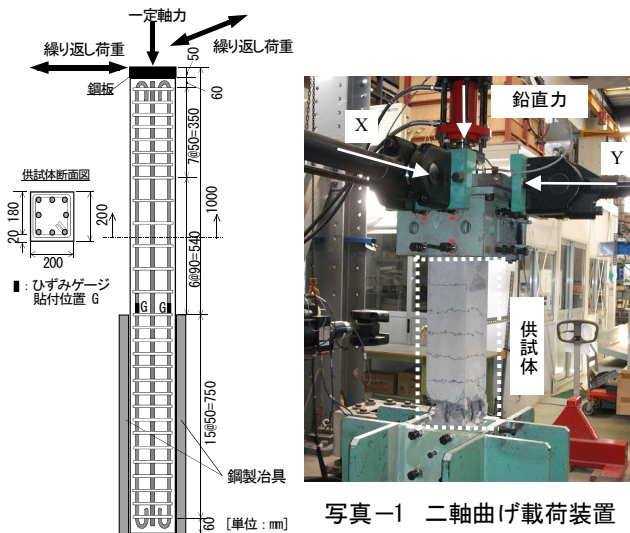 一定軸力
繰り返し荷重
繰り返し荷重
鋼板
50
60
7@50=350
供試体断面図
180
20
200
200
1000
6@90=540
■：ひずみゲージ
貼付位置 G
G
G
15@50=750
鋼製冶具
60
[単位：mm]
鉛直力
X
Y
供試体
写真－1 二軸曲げ載荷装置